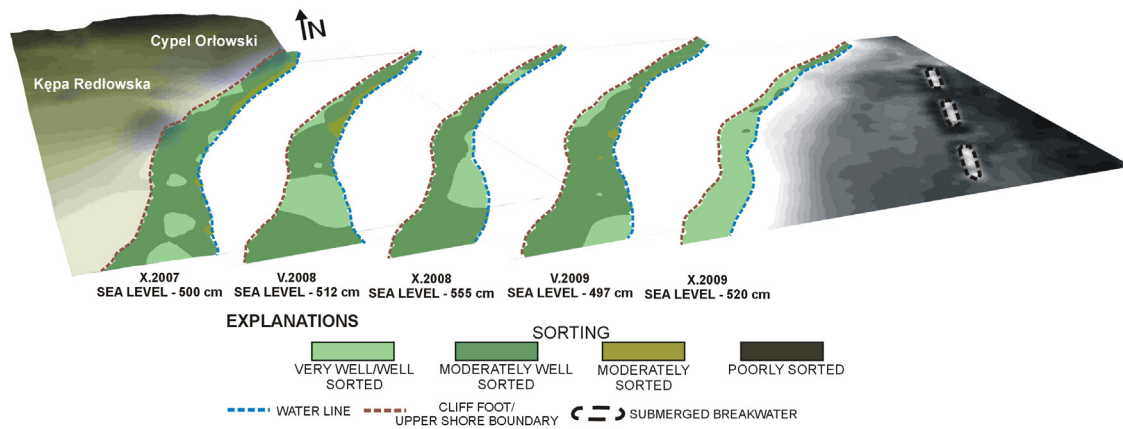 Cypel Orłowski
N
Kępa Redłowska
X.2007
SEA LEVEL - 500 cm
V.2008
SEA LEVEL - 512 cm
X.2008
SEA LEVEL - 555 cm
V.2009
SEA LEVEL - 497 cm
X.2009
SEA LEVEL - 520 cm
EXPLANATIONS
SORTING
VERY WELL/WELL
SORTED
MODERATELY WELL
SORTED
MODERATELY
SORTED
POORLY SORTED
WATER LINE
CLIFF FOOT/
UPPER SHORE BOUNDARY
SUBMERGED BREAKWATER